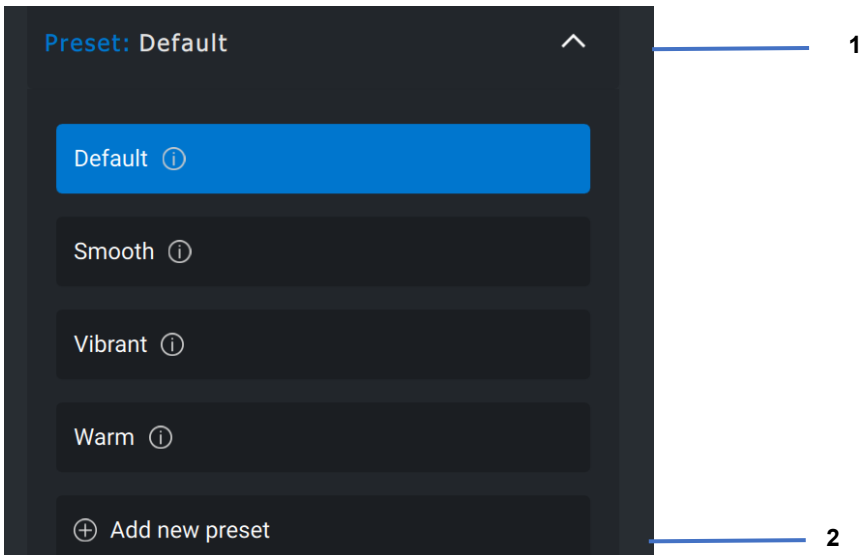 Preset: Default
1
Default
Smooth
Vibrant
Warm
Add new preset
2